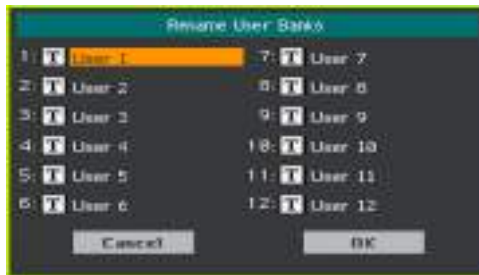 Rename User Banks
1: T User 1
2: T User 2
3: T User 3
4: T User 4
5: T User 5
6: T User 6
7: T User 7
8: T User 8
9: T User 9
10: T User 10
11: T User 11
12: T User 12
Cancel
OK